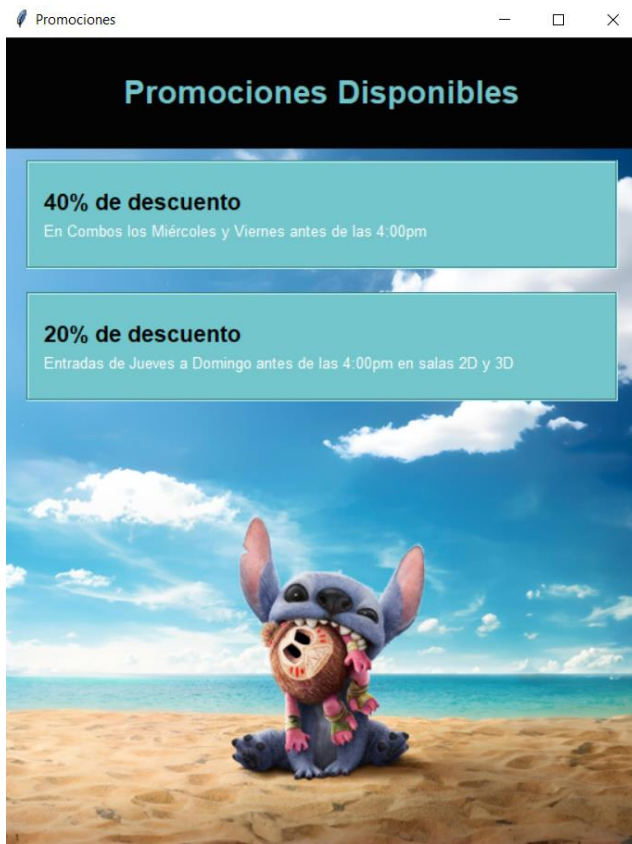 Promociones
Promociones Disponibles
40% de descuento
En Combos los Miércoles y Viernes antes de las 4:00pm
20% de descuento
Entradas de Jueves a Domingo antes de las 4:00pm en salas 2D y 3D